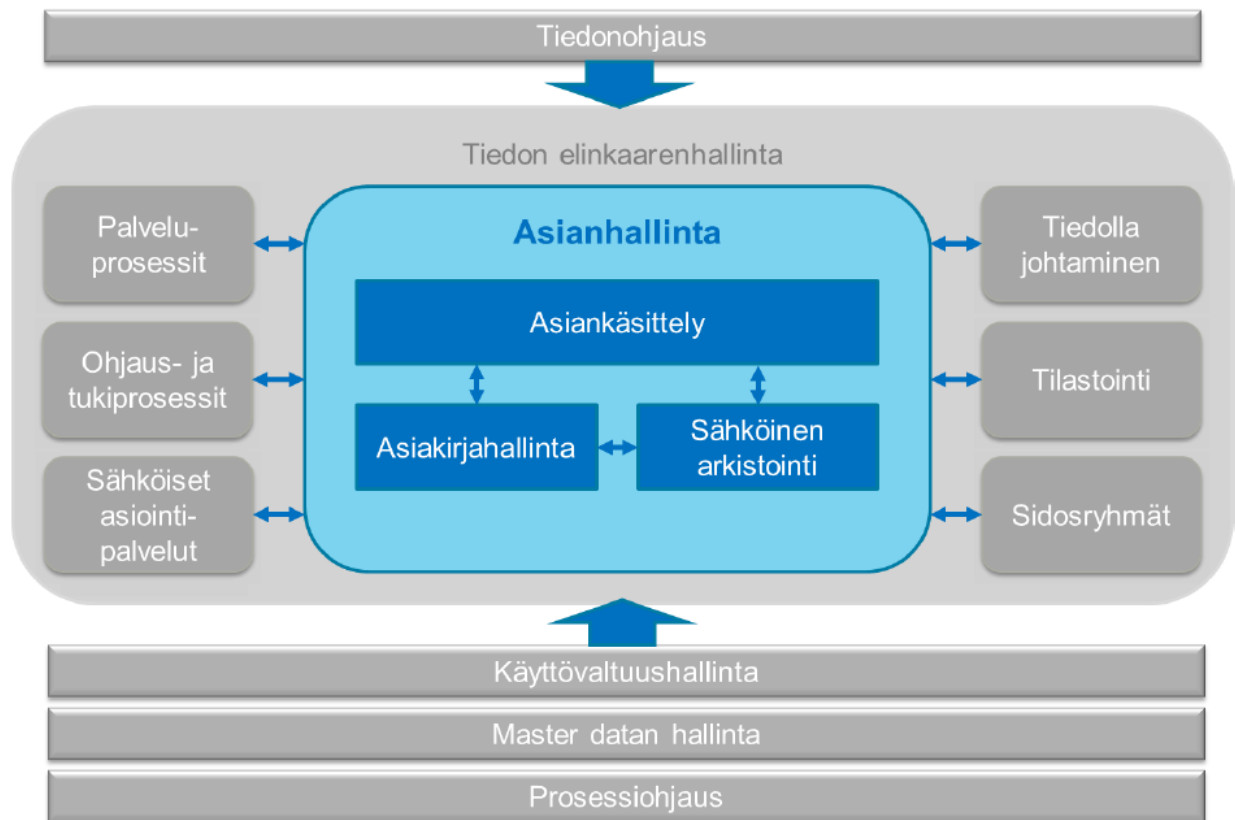 Tiedonohjaus
Tiedon elinkaarenhallinta
Palvelu-
prosessit
Ohjaus- ja
tukiprosessit
Sähköiset
asiointi-
palvelut
Asianhallinta
Asiankäsittely
Asiakirjahallinta
Sähköinen
arkistointi
Tiedolla
johtaminen
Tilastointi
Sidosryhmät
Käyttövaltuushallinta
Master datan hallinta
Prosessiohjaus